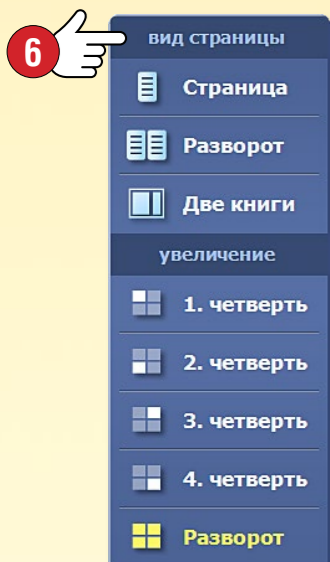 6
вид страницы
Страница
Разворот
Две книги
увеличение
1. четверть
2. четверть
3. четверть
4. четверть
Разворот